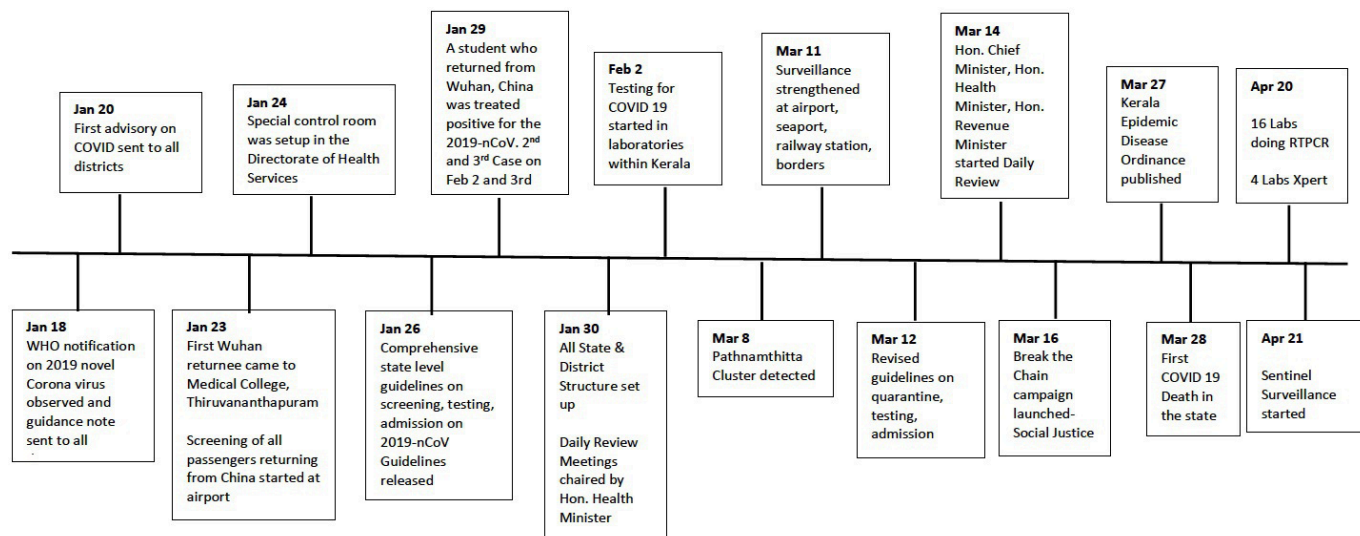 Jan 20
First advisory on
COVID sent to all
districts
Jan 24
Special control room
was setup in the
Directorate of Health
Services
Jan 29
A student who
returned from
Wuhan, China
was treated
positive for the
2019-nCoV. 2nd
and 3rd Case on
Feb 2 and 3rd
Feb 2
Testing for
COVID 19
started in
laboratories
within Kerala
Mar 11
Surveillance
strengthened
at airport,
seaport,
railway station,
borders
Mar 14
Hon. Chief
Minister, Hon.
Health
Minister, Hon.
Revenue
Minister
started Daily
Review
Mar 27
Kerala
Epidemic
Disease
Ordinance
published
Apr 20
16 Labs
doing RTPCR
4 Labs Xpert
Jan 18
WHO notification
on 2019 novel
Corona virus
observed and
guidance note
sent to all
Jan 23
First Wuhan
returnee came to
Medical College,
Thiruvananthapuram
Screening of all
passengers returning
from China started at
airport
Jan 26
Comprehensive
state level
guidelines on
screening, testing,
admission on
2019-nCoV
Guidelines
released
Jan 30
All State &
District
Structure set
up
Daily Review
Meetings
chaired by
Hon. Health
Minister
Mar 8
Pathnamthitta
Cluster detected
Mar 12
Revised
guidelines on
quarantine,
testing,
admission
Mar 16
Break the
Chain
campaign
launched-
Social Justice
Mar 28
First
COVID 19
Death in
the state
Apr 21
Sentinel
Surveillance
started